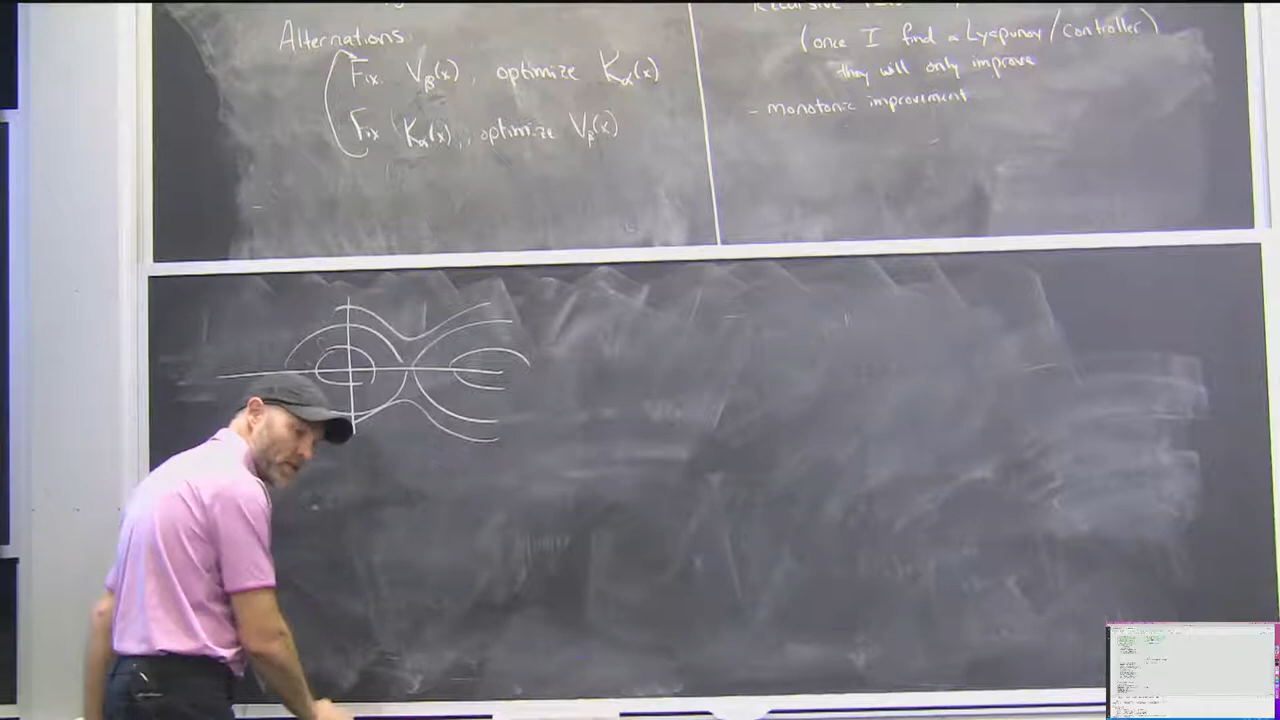 Alternations:
Fix V_β(x), optimize K_α(x)
Fix K_α(x), optimize V_β(x)
(once I find a Lyapunov/controller)
they will only improve
- monotonic improvement